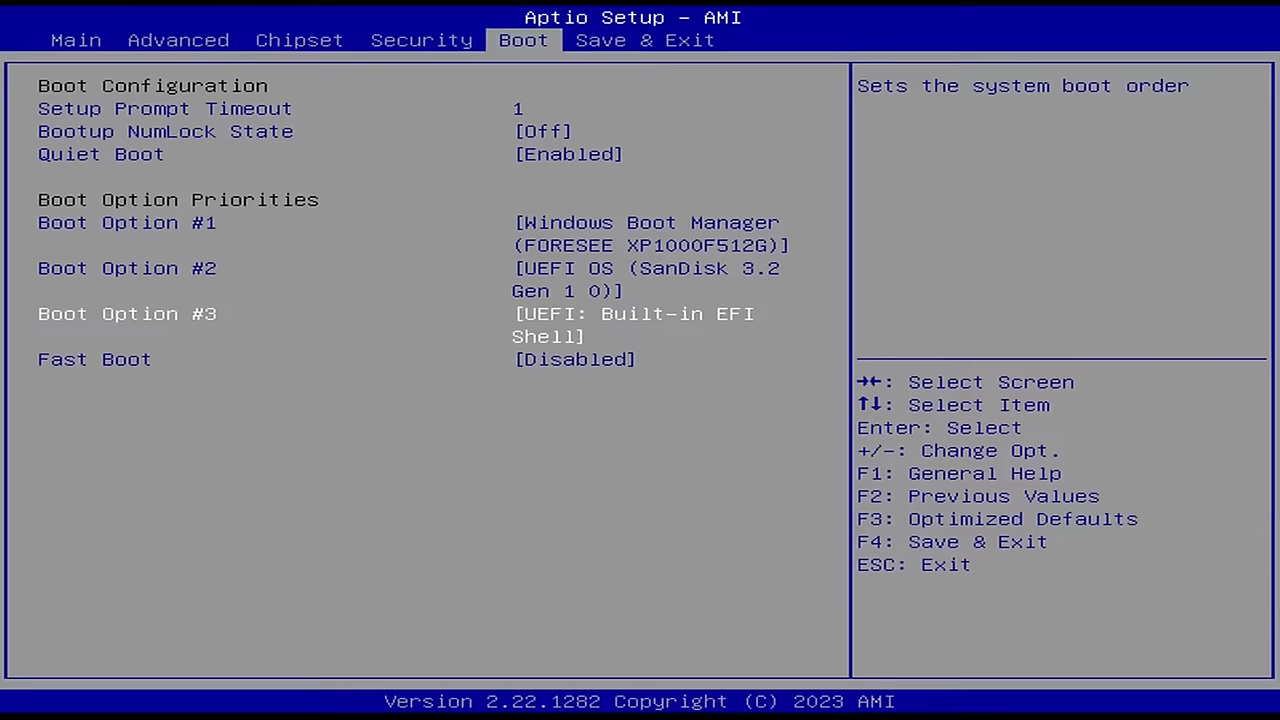 Aptio Setup – AMI
Main Advanced Chipset Security Boot Save & Exit
Boot Configuration
Setup Prompt Timeout 1
Bootup NumLock State [Off]
Quiet Boot [Enabled]
Boot Option Priorities
Boot Option #1 [Windows Boot Manager
(FORESEE XP1000F512G)]
Boot Option #2 [UEFI OS (SanDisk 3.2
Gen 1 0)]
Boot Option #3 [UEFI: Built-in EFI
Shell]
Fast Boot [Disabled]
Sets the system boot order
→←: Select Screen
↑↓: Select Item
Enter: Select
+/-: Change Opt.
F1: General Help
F2: Previous Values
F3: Optimized Defaults
F4: Save & Exit
ESC: Exit
Version 2.22.1282 Copyright (C) 2023 AMI